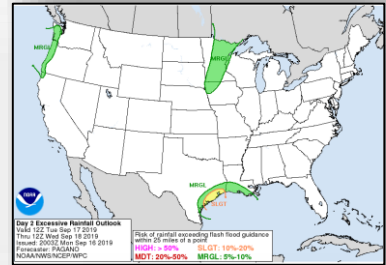 MRGL
MRGL
MRGL
SLGT
NOAA
Day 2 Excessive Rainfall Outlook
Valid 12Z Tue Sep 17 2019
Thru 12Z Wed Sep 18 2019
Issued: 2003Z Mon Sep 16 2019
Forecaster: PAGANO
NOAA/NWS/NCEP/WPC
Risk of rainfall exceeding flash flood guidance
within 25 miles of a point
HIGH: > 50% SLGT: 10%-20%
MDT: 20%-50% MRGL: 5%-10%